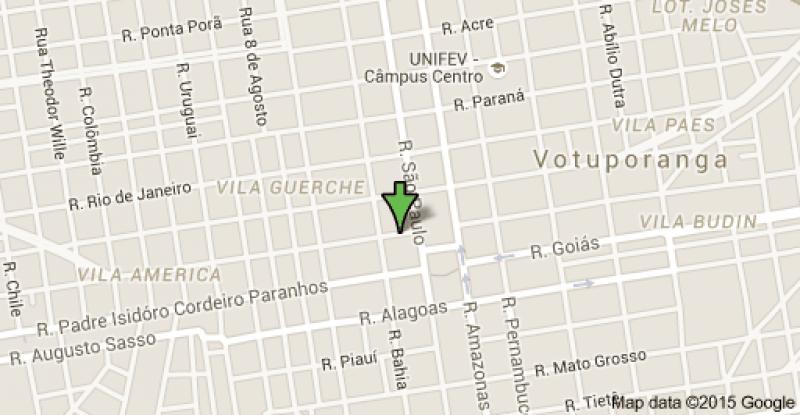 LOT. JOSÉS
MELO
R. Ponta Porã
Rua 8 de Agosto
R. Acre
R. Abílio Dutra
Rua Theodor Wille
R. Colômbia
R. Uruguai
UNIFEV -
Câmpus Centro
R. Paraná
VILA PAES
Votuporanga
R. São Paulo
R. Rio de Janeiro
VILA GUERCHE
VILA BUDIN
R. Goiás
VILA AMERICA
R. Chile
R. Padre Isidóro Cordeiro Paranhos
R. Augusto Sasso
R. Alagoas
R. Amazonas
R. Pernambuc
R. Piauí
R. Bahia
R. Mato Grosso
R. Tietê
Map data ©2015 Google